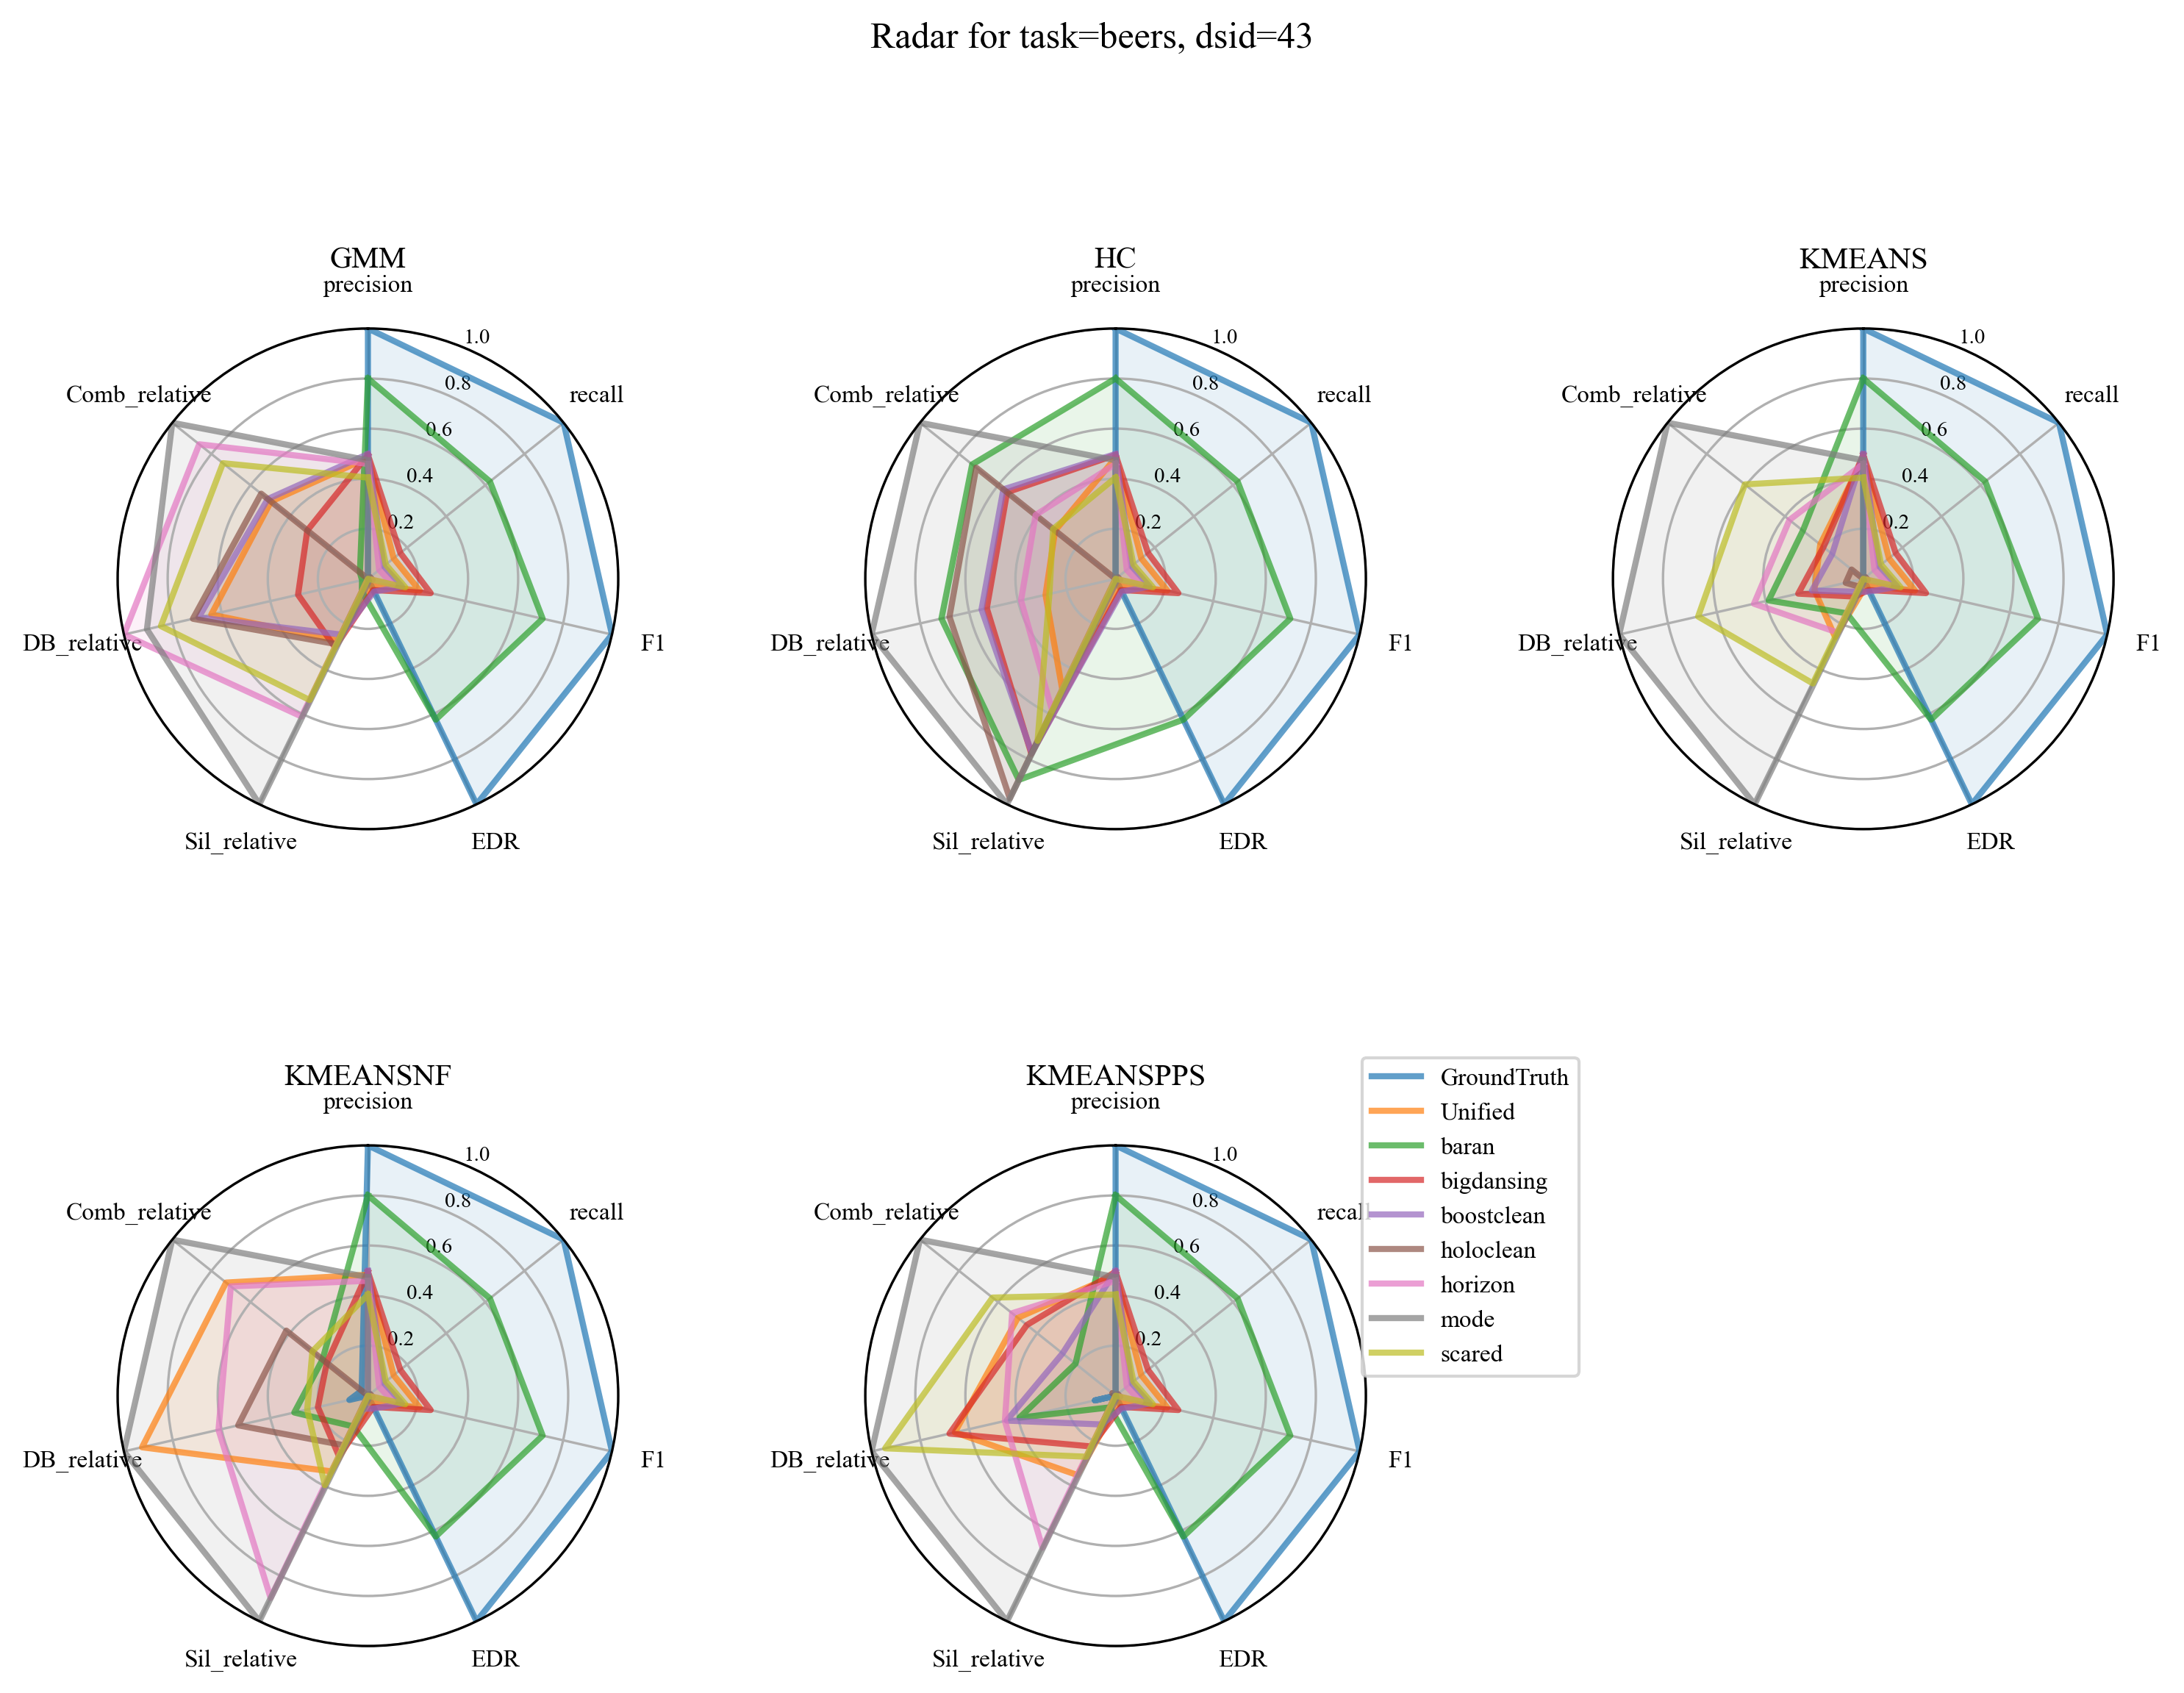 Radar for task=beers, dsid=43
GMM
precision
recall
F1
EDR
Sil_relative
DB_relative
Comb_relative
0.2
0.4
0.6
0.8
1.0
HC
precision
recall
F1
EDR
Sil_relative
DB_relative
Comb_relative
0.2
0.4
0.6
0.8
1.0
KMEANS
precision
recall
F1
EDR
Sil_relative
DB_relative
Comb_relative
0.2
0.4
0.6
0.8
1.0
KMEANSNF
precision
recall
F1
EDR
Sil_relative
DB_relative
Comb_relative
0.2
0.4
0.6
0.8
1.0
KMEANSPPS
precision
recall
F1
EDR
Sil_relative
DB_relative
Comb_relative
0.2
0.4
0.6
0.8
1.0
GroundTruth
Unified
baran
bigdansing
boostclean
holoclean
horizon
mode
scared